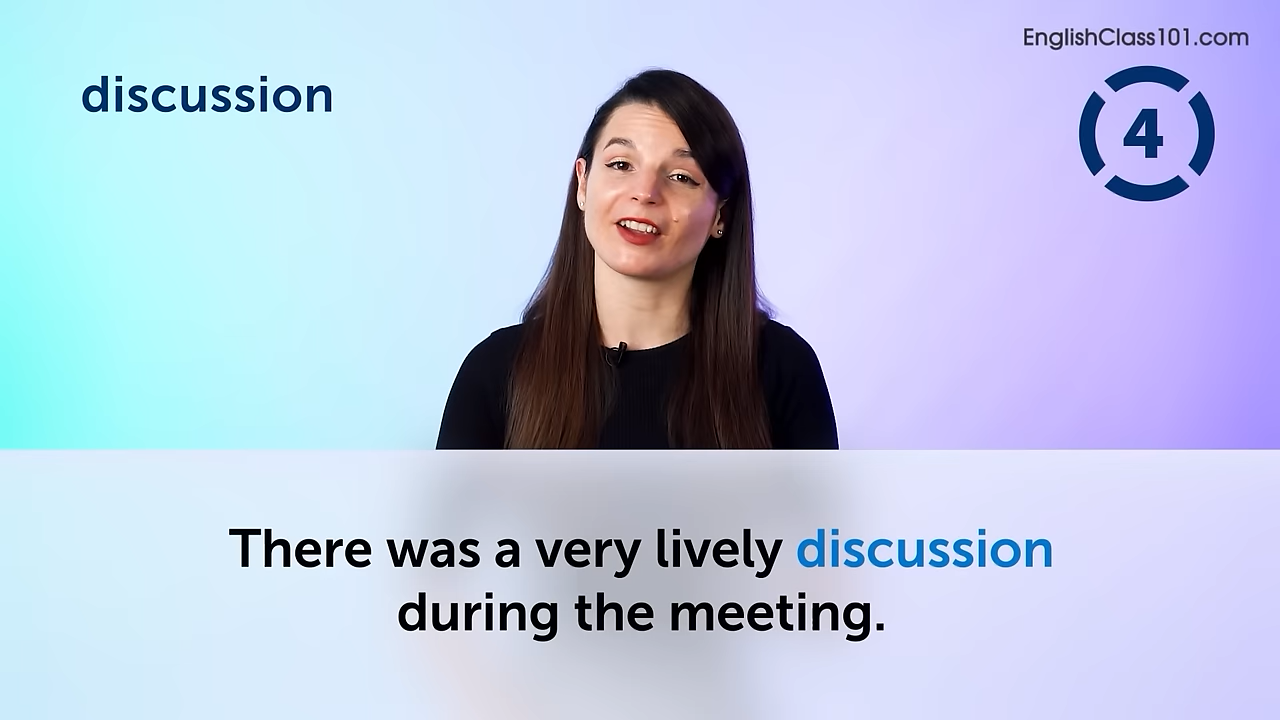 EnglishClass101.com
discussion
4
There was a very lively discussion
during the meeting.